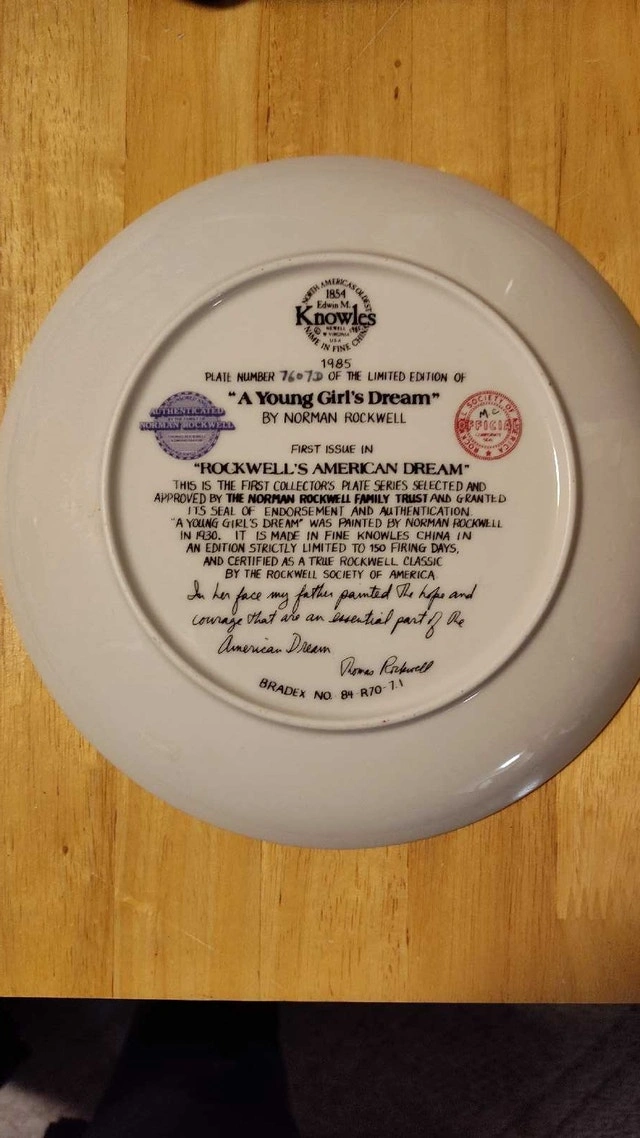 NORTH AMERICA'S OLDEST
1854
Edwin M.
Knowles
NEWELL
W VIRGINIA
USA
NAME IN FINE CHINA
1985
PLATE NUMBER 7607D OF THE LIMITED EDITION OF
"A Young Girl's Dream"
BY NORMAN ROCKWELL
AUTHENTICATED
NORMAN ROCKWELL
ROCKWELL SOCIETY OF AMERICA
OFFICIAL
FIRST ISSUE IN
"ROCKWELL'S AMERICAN DREAM"
THIS IS THE FIRST COLLECTOR'S PLATE SERIES SELECTED AND
APPROVED BY THE NORMAN ROCKWELL FAMILY TRUST AND GRANTED
ITS SEAL OF ENDORSEMENT AND AUTHENTICATION.
"A YOUNG GIRL'S DREAM" WAS PAINTED BY NORMAN ROCKWELL
IN 1930. IT IS MADE IN FINE KNOWLES CHINA IN
AN EDITION STRICTLY LIMITED TO 150 FIRING DAYS,
AND CERTIFIED AS A TRUE ROCKWELL CLASSIC
BY THE ROCKWELL SOCIETY OF AMERICA.
In her face my father painted the hope and
courage that are an essential part of the
American Dream
Thomas Rockwell
BRADEX NO. 84-R70-7.1